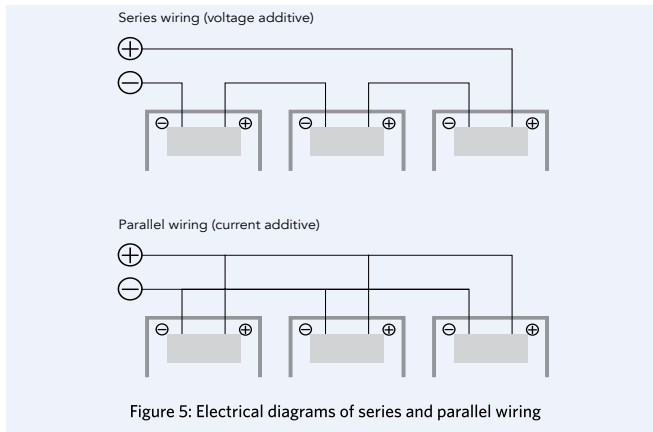 Series wiring (voltage additive)
Parallel wiring (current additive)
Figure 5: Electrical diagrams of series and parallel wiring